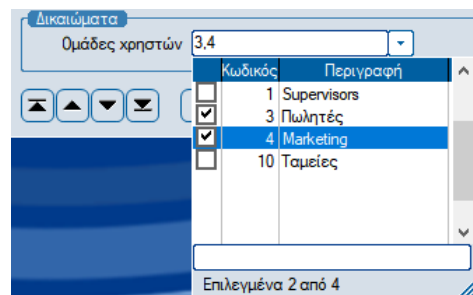 Δικαιώματα
Ομάδες χρηστών 3,4
Κωδικός Περιγραφή
1 Supervisors
3 Πωλητές
4 Marketing
10 Ταμείες
Επιλεγμένα 2 από 4